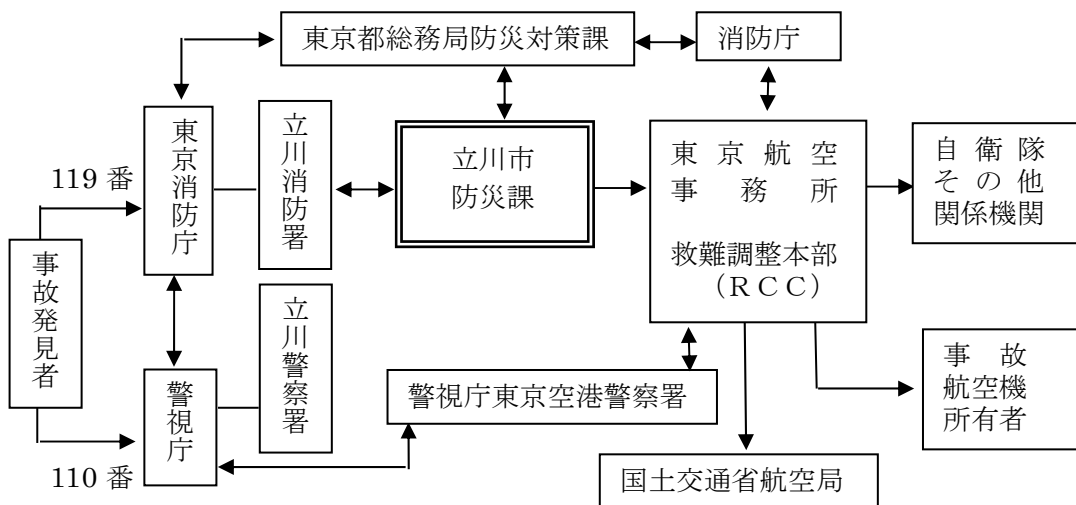 東京都総務局防災対策課
消防庁
東京消防庁
立川消防署
立川市
防災課
東京航空
事務所
救難調整本部
（ＲＣＣ）
自衛隊
その他
関係機関
119 番
事故発見者
立川警察署
警視庁
警視庁東京空港警察署
事故
航空機
所有者
110 番
国土交通省航空局